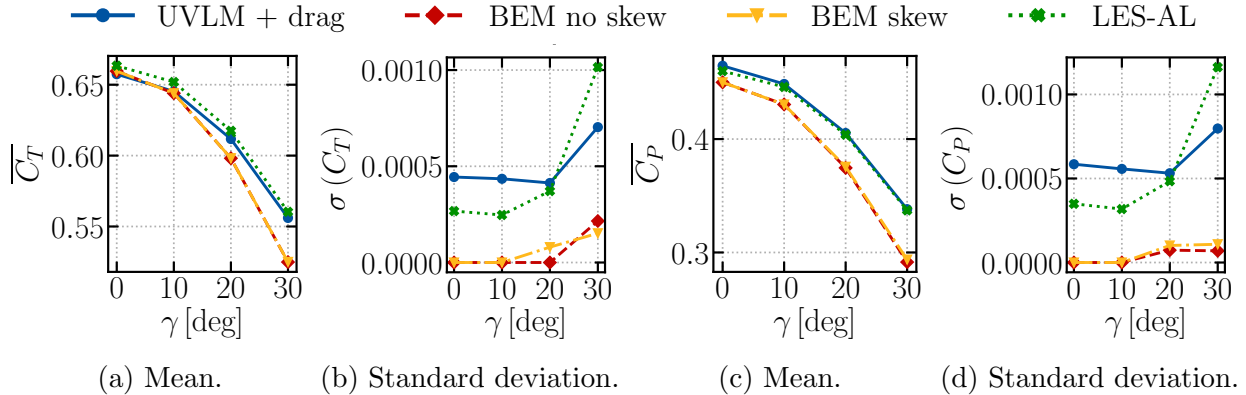 UVLM + drag BEM no skew BEM skew LES-AL
0.65
0.60
0.55
0 10 20 30
γ [deg]
C_T
(a) Mean.
0.0010
0.0005
0.0000
0 10 20 30
γ [deg]
σ (C_T)
(b) Standard deviation.
0.4
0.3
0 10 20 30
γ [deg]
C_P
(c) Mean.
0.0010
0.0005
0.0000
0 10 20 30
γ [deg]
σ (C_P)
(d) Standard deviation.